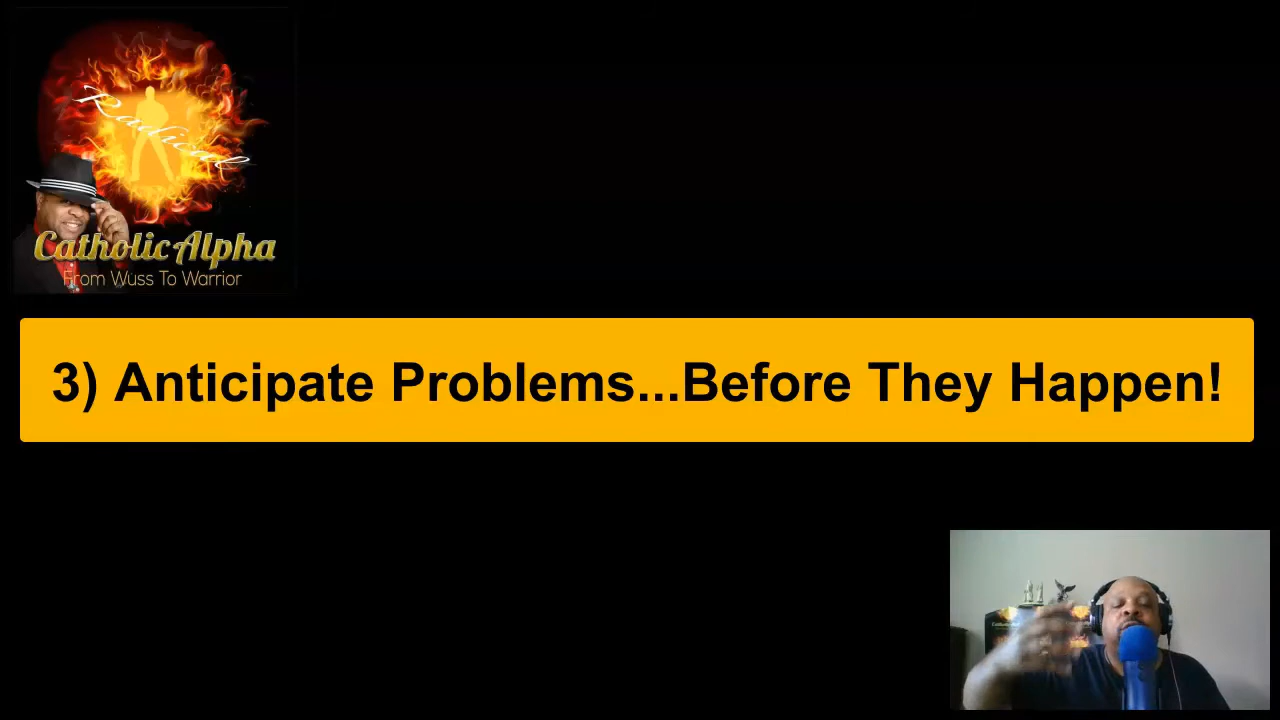 Radical
CatholicAlpha
From Wuss To Warrior
3) Anticipate Problems...Before They Happen!